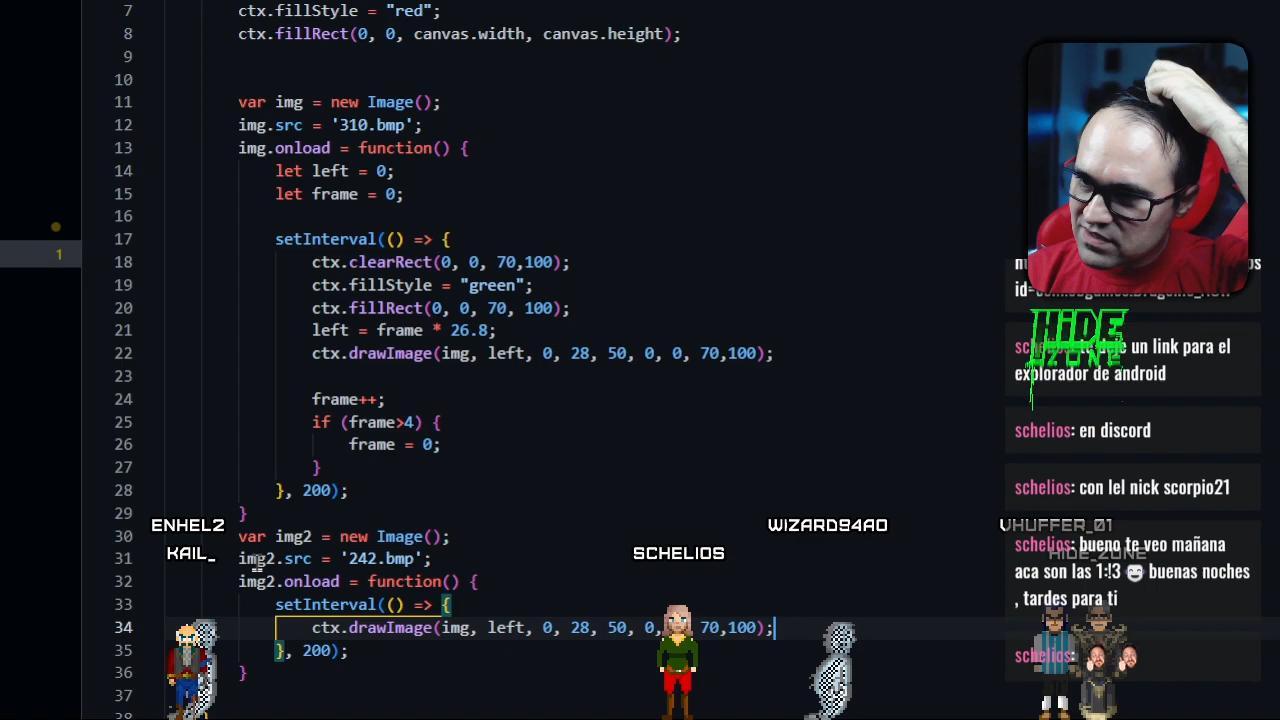 7 ctx.fillStyle = "red";
8 ctx.fillRect(0, 0, canvas.width, canvas.height);
9
10
11 var img = new Image();
12 img.src = '310.bmp';
13 img.onload = function() {
14 let left = 0;
15 let frame = 0;
16
17 setInterval(() => {
18 ctx.clearRect(0, 0, 70,100);
19 ctx.fillStyle = "green";
20 ctx.fillRect(0, 0, 70, 100);
1
21 left = frame * 26.8;
22 ctx.drawImage(img, left, 0, 28, 50, 0, 0, 70,100);
23
24 frame++;
25 if (frame>4) {
26 frame = 0;
27 }
28 }, 200);
29 }
30 var img2 = new Image();
31 img2.src = '242.bmp';
32 img2.onload = function() {
33 setInterval(() => {
34 ctx.drawImage(img, left, 0, 28, 50, 0, 70,100);
35 }, 200);
36 }
37
38
ENHEL2
KAIL_
SCHELIOS
WIZARD94AO
VHUFFER_01
HIDE_ZONE
HiDE
ZONE
un link para el
explorador de android
schelios: en discord
schelios: con lel nick scorpio21
schelios: bueno te veo mañana
aca son las 1:!3 buenas noches
, tardes para ti
schelios: